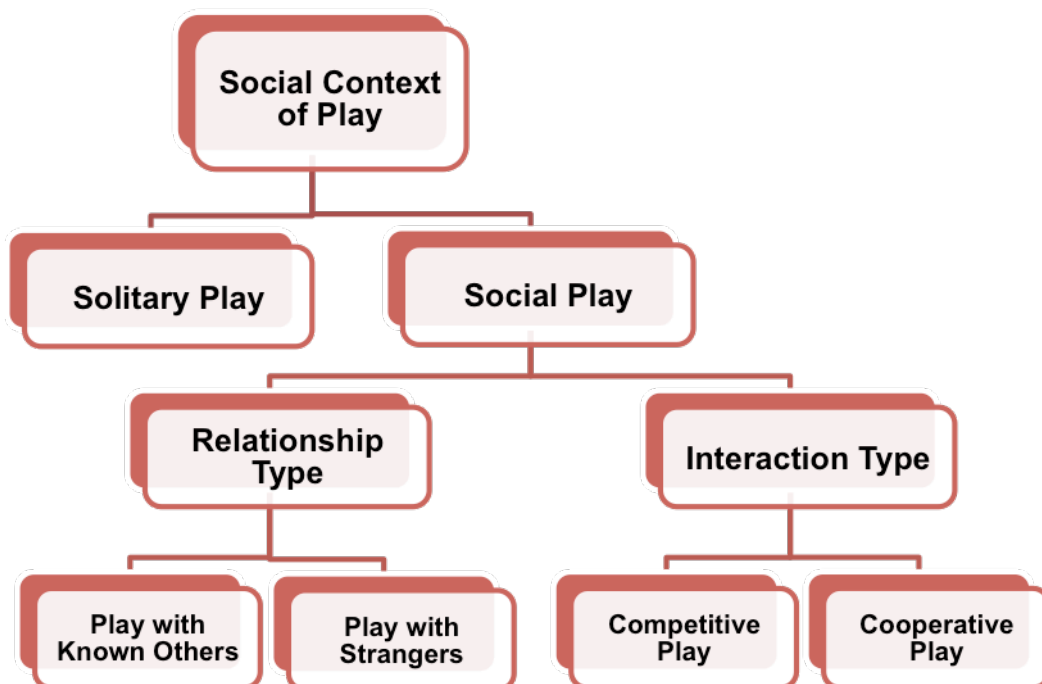 Social Context
of Play
Solitary Play
Social Play
Relationship
Type
Interaction Type
Play with
Known Others
Play with
Strangers
Competitive
Play
Cooperative
Play